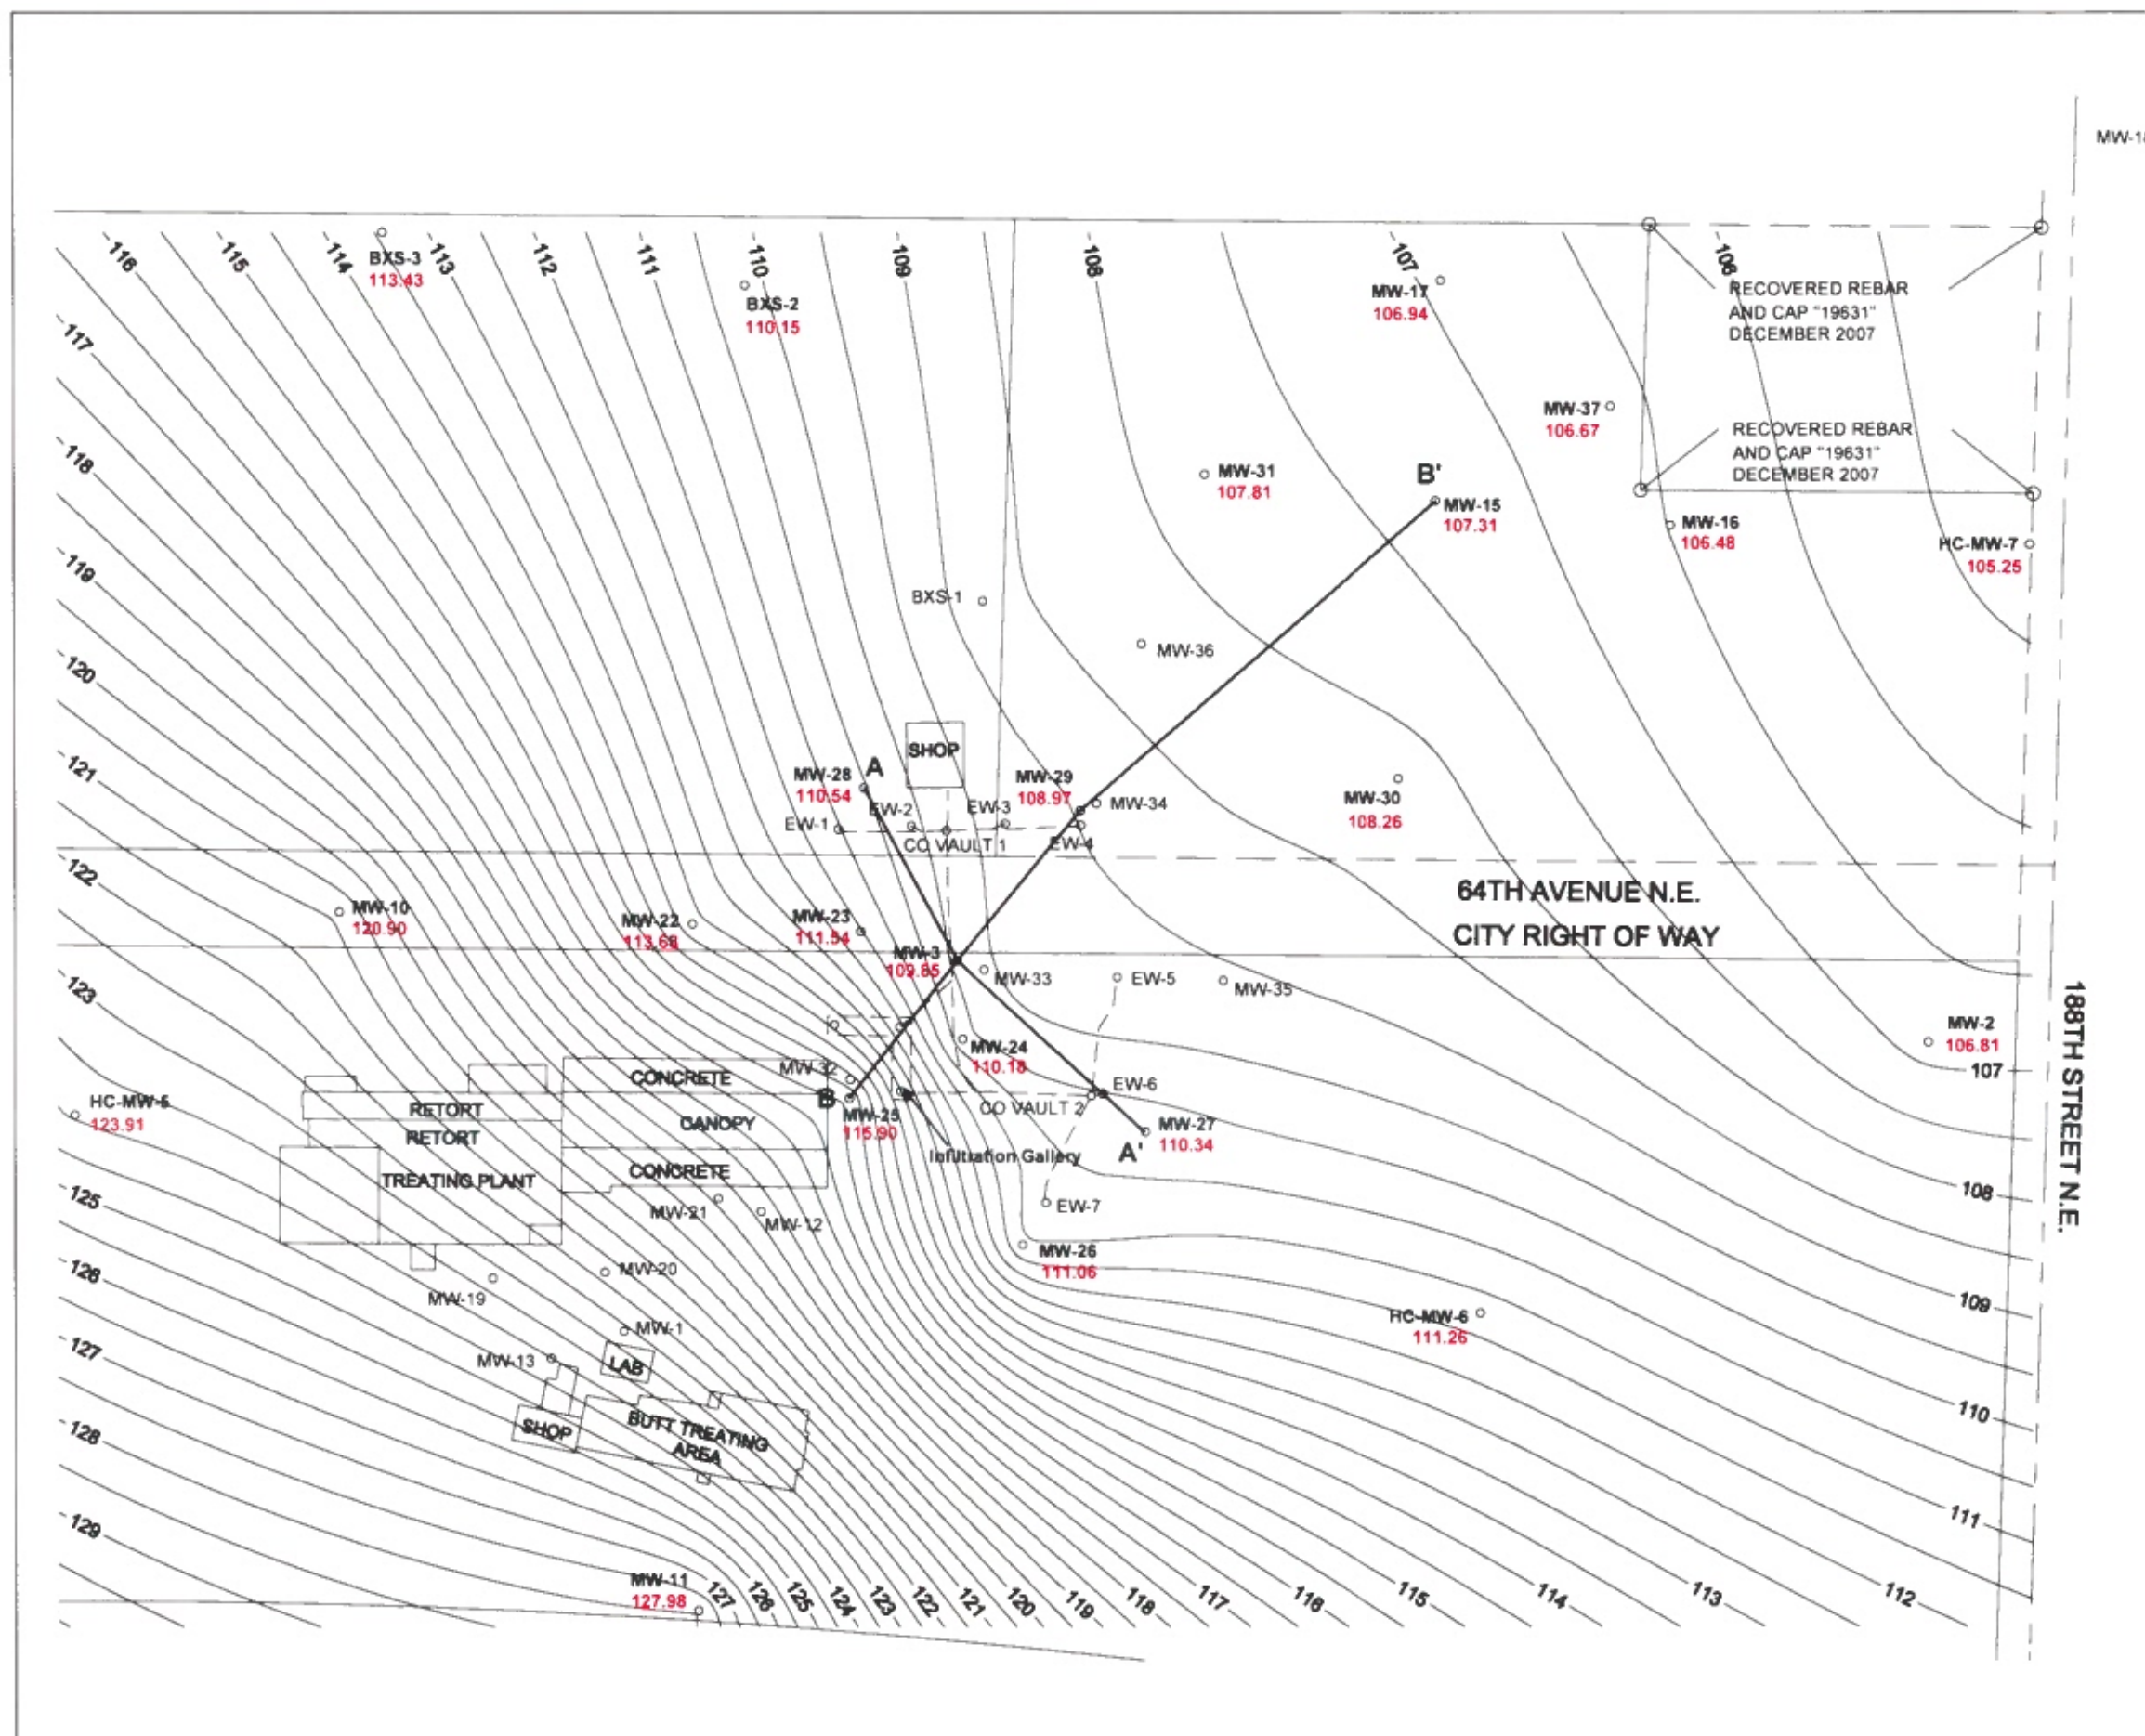 MW-18
116
115
114
BXS-3
113.43
113
112
111
110
BXS-2
110.15
109
108
107
MW-17
106.94
106
RECOVERED REBAR
AND CAP "19631"
DECEMBER 2007
117
MW-37
106.67
RECOVERED REBAR
AND CAP "19631"
DECEMBER 2007
118
MW-31
107.81
B'
MW-15
107.31
MW-16
106.48
HC-MW-7
105.25
119
BXS-1
MW-36
120
121
SHOP
A
MW-28
110.54
MW-29
108.97
MW-34
EW-1
EW-2
EW-3
EW-4
CO VAULT 1
MW-30
108.26
122
64TH AVENUE N.E.
CITY RIGHT OF WAY
MW-10
120.90
MW-22
113.68
MW-23
111.54
MW-3
109.85
MW-33
EW-5
MW-35
123
188TH STREET N.E.
MW-2
106.81
107
MW-24
110.18
MW-32
CONCRETE
EW-6
CO VAULT 2
B
MW-25
115.90
HC-MW-5
123.91
RETORT
RETORT
CANOPY
MW-27
110.34
A'
Infiltration Gallery
CONCRETE
TREATING PLANT
125
108
MW-21
MW-12
EW-7
MW-26
111.06
126
MW-20
MW-19
109
HC-MW-6
111.26
127
MW-1
MW-13
LAB
128
SHOP
BUTT TREATING
AREA
110
129
111
MW-11
127.98
127
126
125
124
123
122
121
120
119
118
117
116
115
114
113
112